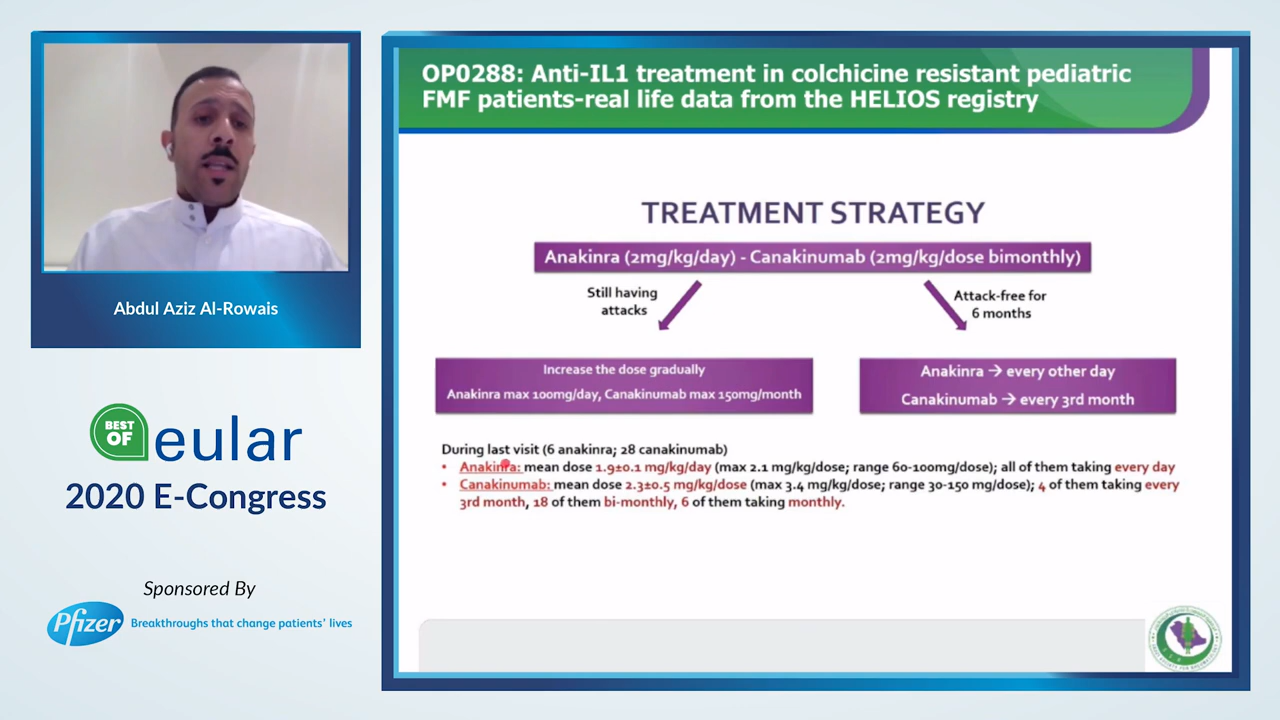 OP0288: Anti-IL1 treatment in colchicine resistant pediatric
FMF patients-real life data from the HELIOS registry
Abdul Aziz Al-Rowais
BEST
OF
eular
2020 E-Congress
Sponsored By
Pfizer
Breakthroughs that change patients' lives
TREATMENT STRATEGY
Anakinra (2mg/kg/day) - Canakinumab (2mg/kg/dose bimonthly)
Still having
attacks
Attack-free for
6 months
Increase the dose gradually
Anakinra max 100mg/day, Canakinumab max 150mg/month
Anakinra → every other day
Canakinumab → every 3rd month
During last visit (6 anakinra; 28 canakinumab)
• Anakinra: mean dose 1.9±0.1 mg/kg/day (max 2.1 mg/kg/dose; range 60-100mg/dose); all of them taking every day
• Canakinumab: mean dose 2.3±0.5 mg/kg/dose (max 3.4 mg/kg/dose; range 30-150 mg/dose); 4 of them taking every
3rd month, 18 of them bi-monthly, 6 of them taking monthly.